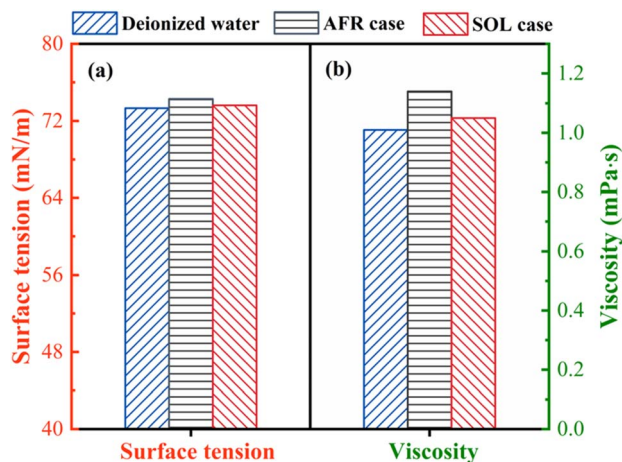 Deionized water AFR case SOL case
(a) (b)
Surface tension (mN/m)
80
72
64
56
48
40
Viscosity (mPa·s)
1.2
1.0
0.8
0.6
0.4
0.2
0.0
Surface tension Viscosity